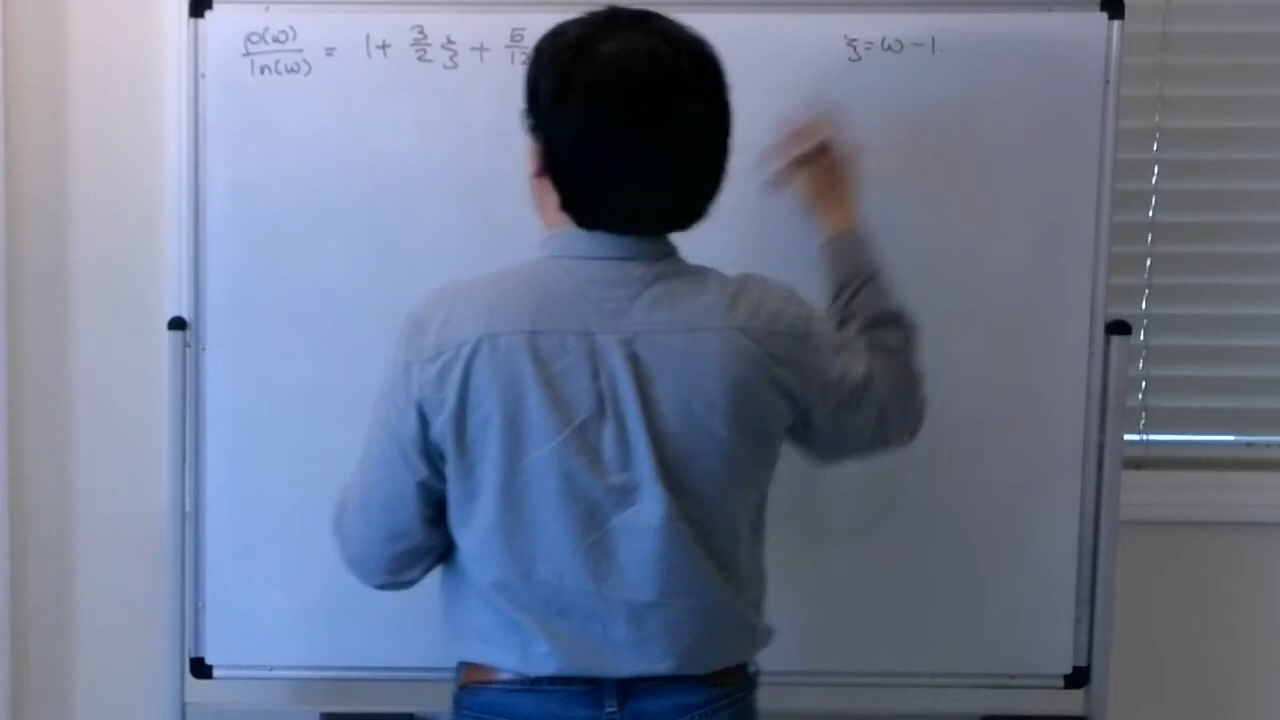 ρ(ω)/ln(ω) = 1 + 3/2 ξ + 5/12
ξ = ω - 1.